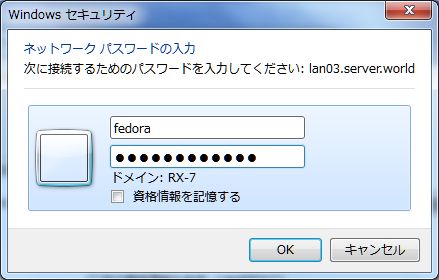 Windows セキュリティ
ネットワーク パスワードの入力
次に接続するためのパスワードを入力してください: lan03.server.world
fedora
●●●●●●●●●●●●
ドメイン: RX-7
資格情報を記憶する
OK
キャンセル